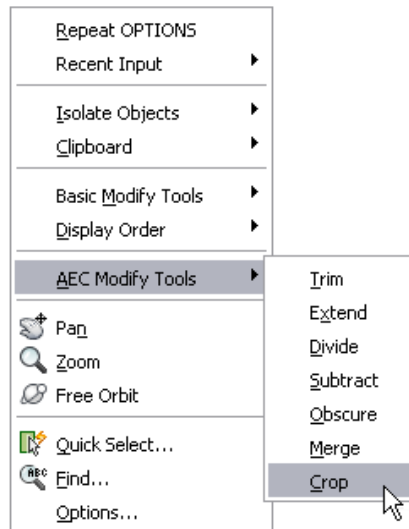 Repeat OPTIONS
Recent Input
Isolate Objects
Clipboard
Basic Modify Tools
Display Order
AEC Modify Tools
Pan
Zoom
Free Orbit
Quick Select...
ABC
Find...
Options...
Trim
Extend
Divide
Subtract
Obscure
Merge
Crop